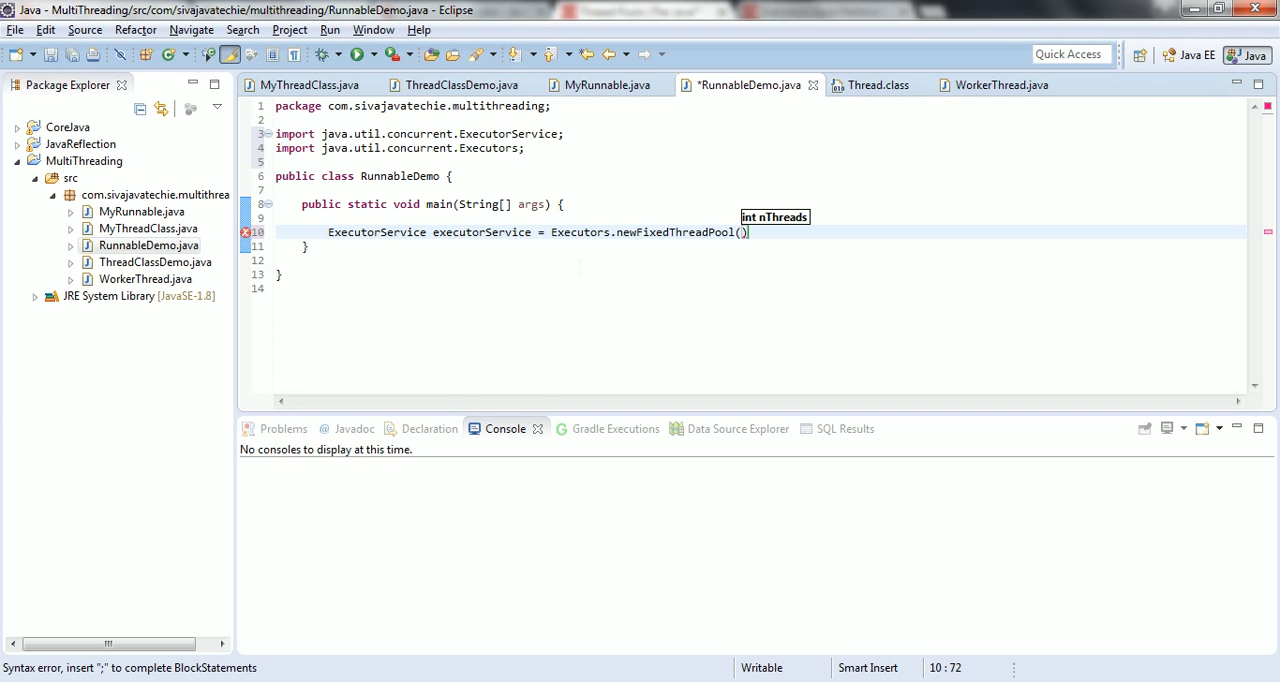 Java - MultiThreading/src/com/sivajavatechie/multithreading/RunnableDemo.java - Eclipse
File Edit Source Refactor Navigate Search Project Run Window Help
Quick Access Java EE Java
Package Explorer
MyThreadClass.java ThreadClassDemo.java MyRunnable.java *RunnableDemo.java Thread.class WorkerThread.java
CoreJava
JavaReflection
MultiThreading
src
com.sivajavatechie.multithrea
MyRunnable.java
MyThreadClass.java
RunnableDemo.java
ThreadClassDemo.java
WorkerThread.java
JRE System Library [JavaSE-1.8]
1 package com.sivajavatechie.multithreading;
2
3 import java.util.concurrent.ExecutorService;
4 import java.util.concurrent.Executors;
5
6 public class RunnableDemo {
7
8 public static void main(String[] args) {
9
int nThreads
10 ExecutorService executorService = Executors.newFixedThreadPool()
11 }
12
13 }
14
Problems @ Javadoc Declaration Console Gradle Executions Data Source Explorer SQL Results
No consoles to display at this time.
Syntax error, insert ";" to complete BlockStatements Writable Smart Insert 10 : 72